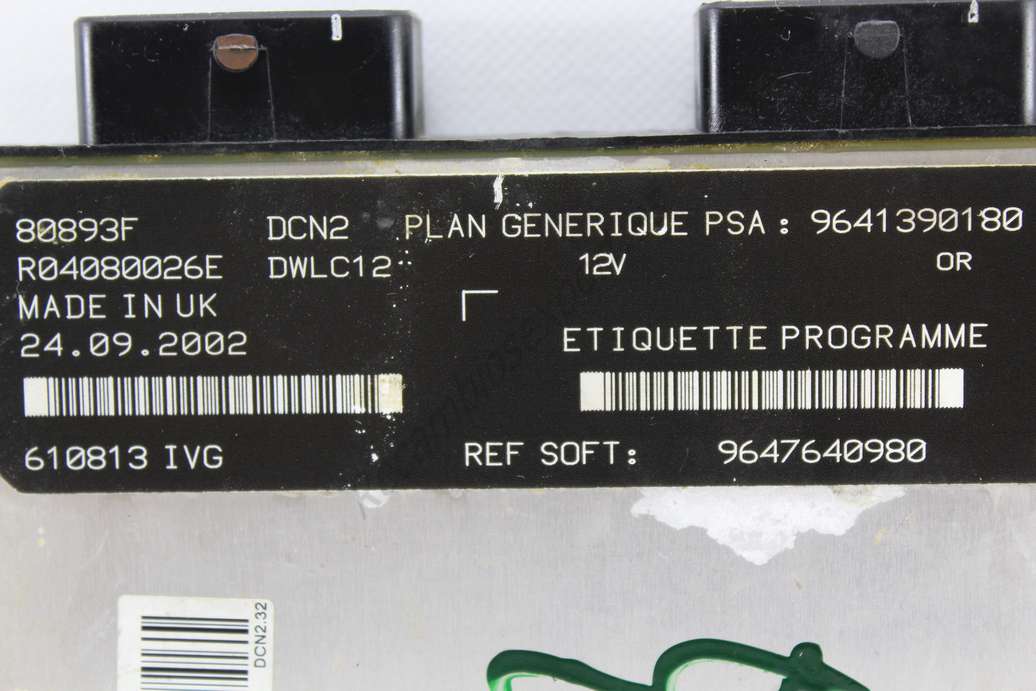 80893F DCN2 PLAN GENERIQUE PSA : 9641390180
R04080026E DWLC12 12V OR
MADE IN UK
24.09.2002
ETIQUETTE PROGRAMME
610813 IVG REF SOFT: 9647640980
DCN2.32